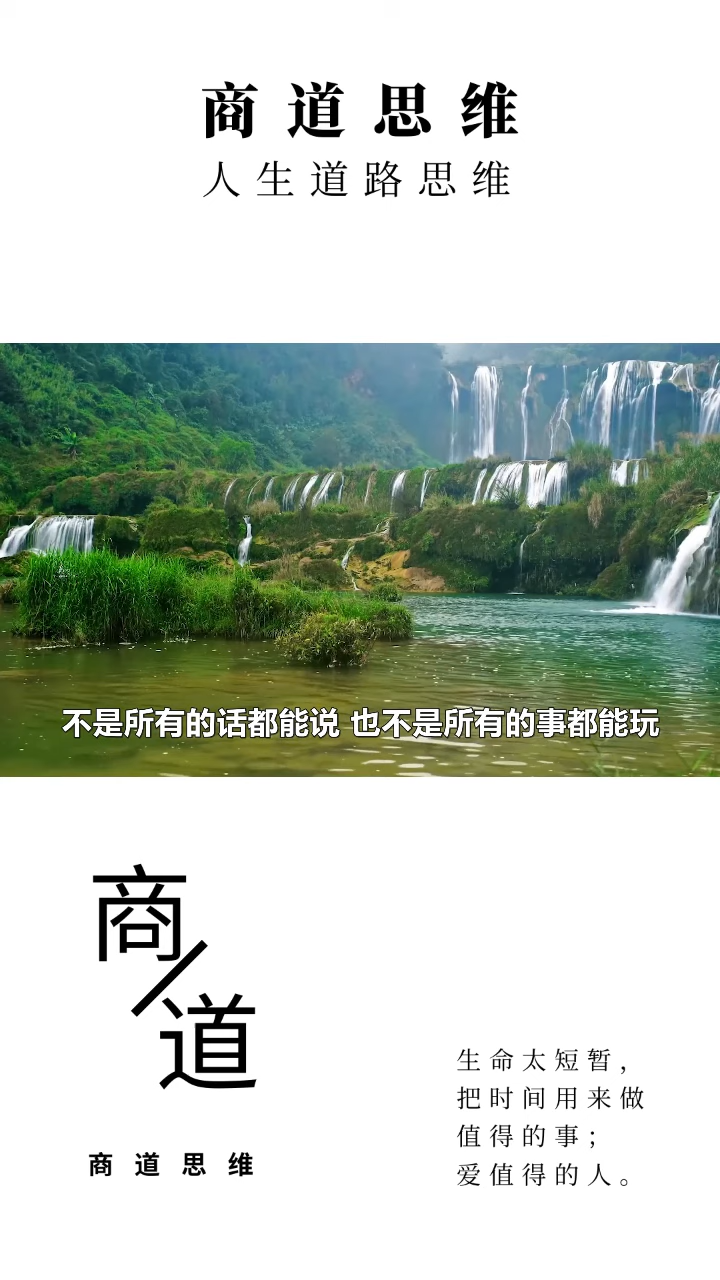 商道思维
人生道路思维
不是所有的话都能说 也不是所有的事都能玩
商/道
商道思维
生命太短暂，
把时间用来做
值得的事；
爱值得的人。